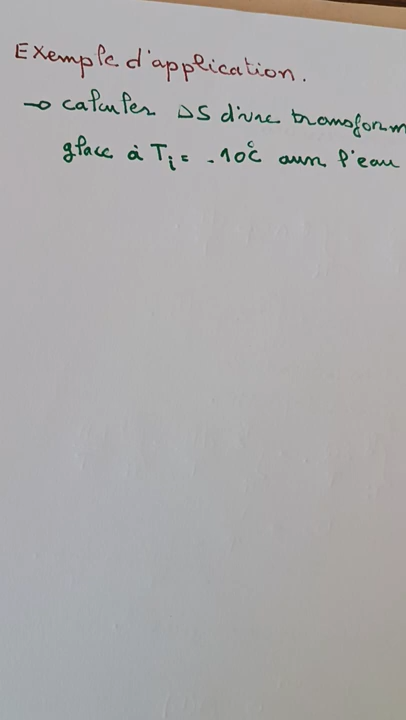 Exemple d'application.
→ calculer ΔS d'une transform
glace à Ti = -10°C l'eau